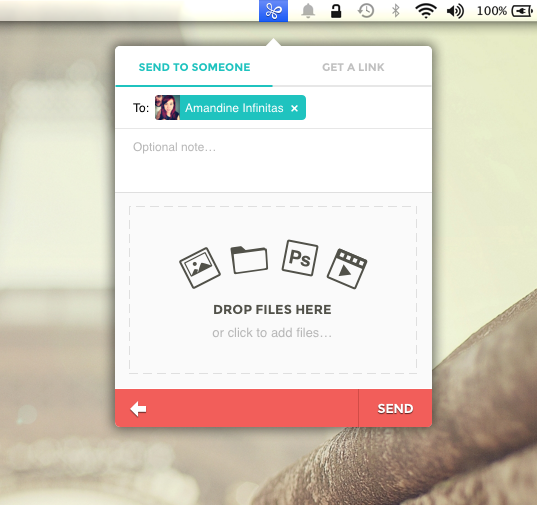 100%
SEND TO SOMEONE GET A LINK
To: Amandine Infinitas ×
Optional note...
Ps
DROP FILES HERE
or click to add files...
SEND